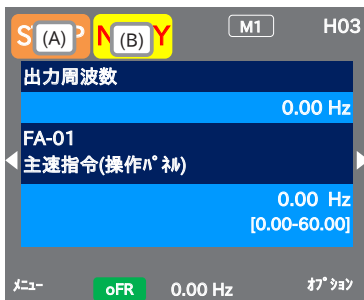 S (A) P N (B) Y M1 H03
出力周波数
0.00 Hz
FA-01
主速指令(操作ﾊﾟﾈﾙ)
0.00 Hz
[0.00-60.00]
ﾒﾆｭｰ oFR 0.00 Hz ｵﾌﾟｼｮﾝ